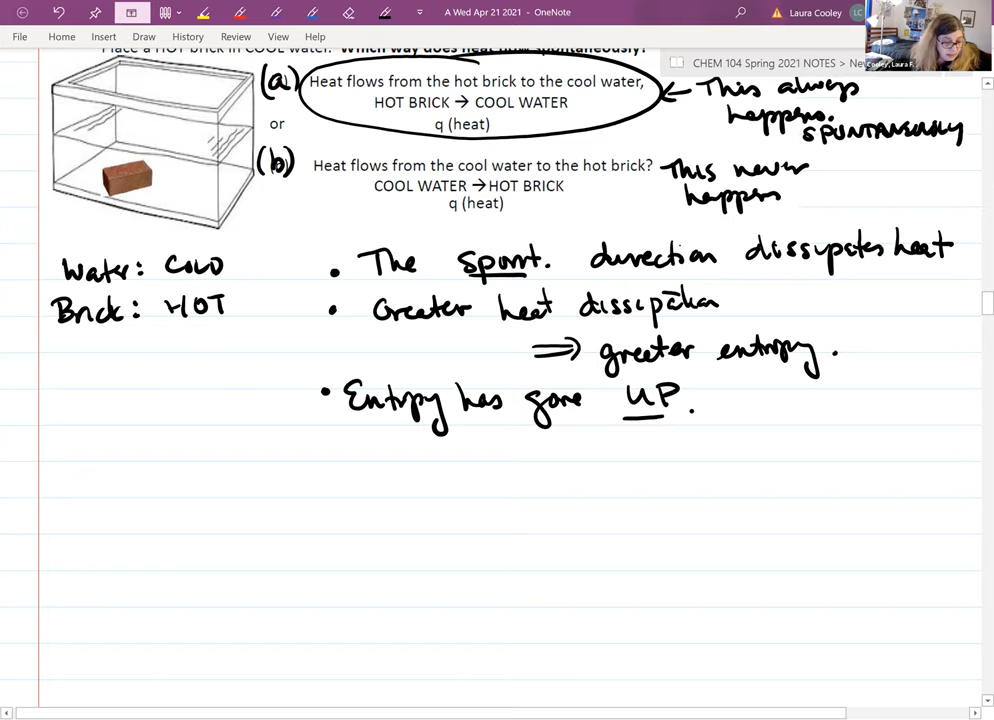 A Wed Apr 21 2021 - OneNote
Laura Cooley
LC
File Home Insert Draw History Review View Help
CHEM 104 Spring 2021 NOTES > Ne
Cooley, Laura F.
Place a HOT brick in COOL water. Which way does heat flow spontaneously?
(a) Heat flows from the hot brick to the cool water,
HOT BRICK → COOL WATER
q (heat)
← This always
happens.
SPONTANEOUSLY
or
(b) Heat flows from the cool water to the hot brick?
COOL WATER → HOT BRICK
q (heat)
This never
happens
Water: COLD
Brick: HOT
• The spont. direction dissipates heat
• Greater heat dissipation
⇒ greater entropy.
• Entropy has gone UP.